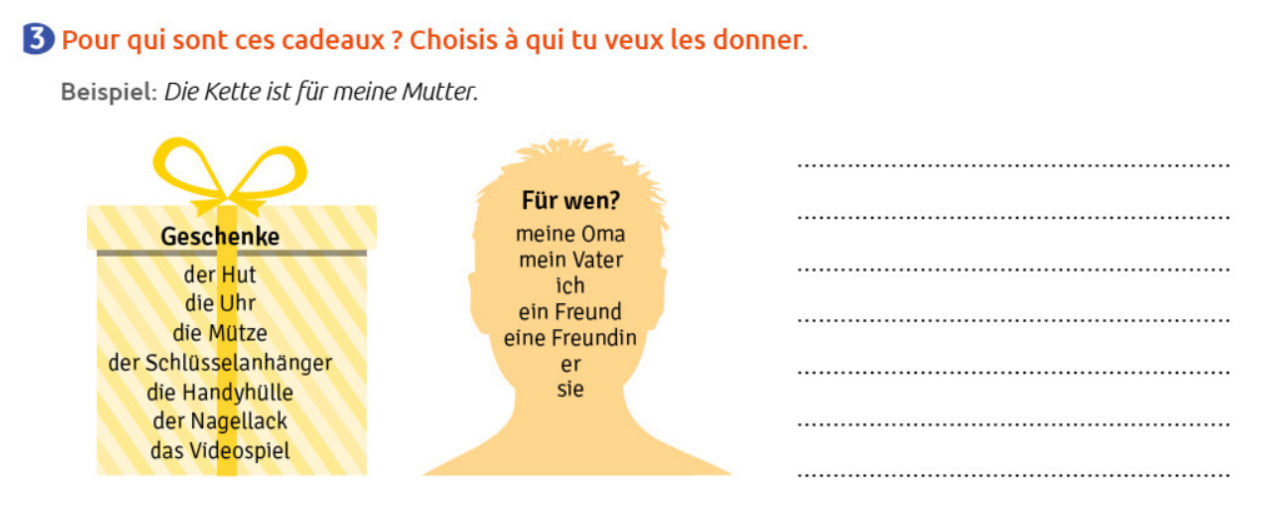 3 Pour qui sont ces cadeaux ? Choisis à qui tu veux les donner.
Beispiel: Die Kette ist für meine Mutter.
Geschenke
der Hut
die Uhr
die Mütze
der Schlüsselanhänger
die Handyhülle
der Nagellack
das Videospiel
Für wen?
meine Oma
mein Vater
ich
ein Freund
eine Freundin
er
sie